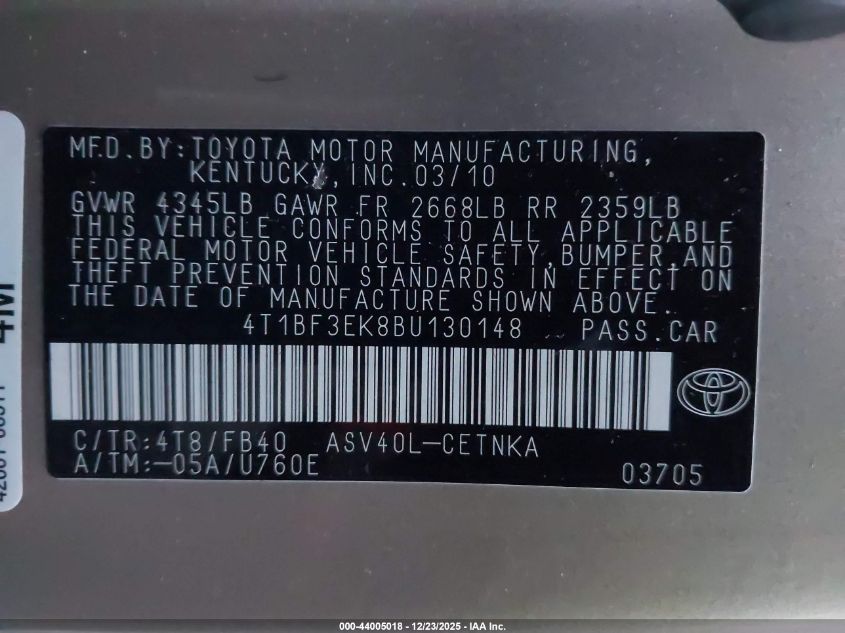 MFD. BY: TOYOTA MOTOR MANUFACTURING,
KENTUCKY, INC. 03/10
GVWR 4345LB GAWR FR 2668LB RR 2359LB
THIS VEHICLE CONFORMS TO ALL APPLICABLE
FEDERAL MOTOR VEHICLE SAFETY, BUMPER, AND
THEFT PREVENTION STANDARDS IN EFFECT ON
THE DATE OF MANUFACTURE SHOWN ABOVE.
4T1BF3EK8BU130148 PASS. CAR
C/TR: 4T8/FB40 ASV40L-CETNKA
A/TM: -05A/U760E 03705
4M
000-44005018 - 12/23/2025 - IAA Inc.